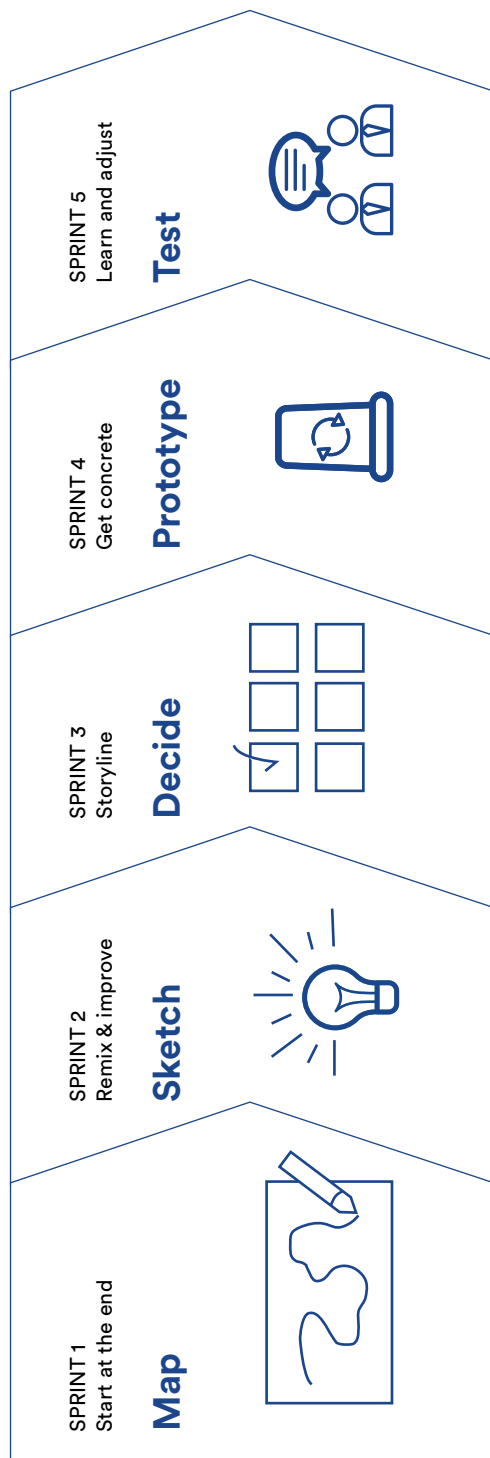 SPRINT 1
Start at the end
Map
SPRINT 2
Remix & improve
Sketch
SPRINT 3
Storyline
Decide
SPRINT 4
Get concrete
Prototype
SPRINT 5
Learn and adjust
Test